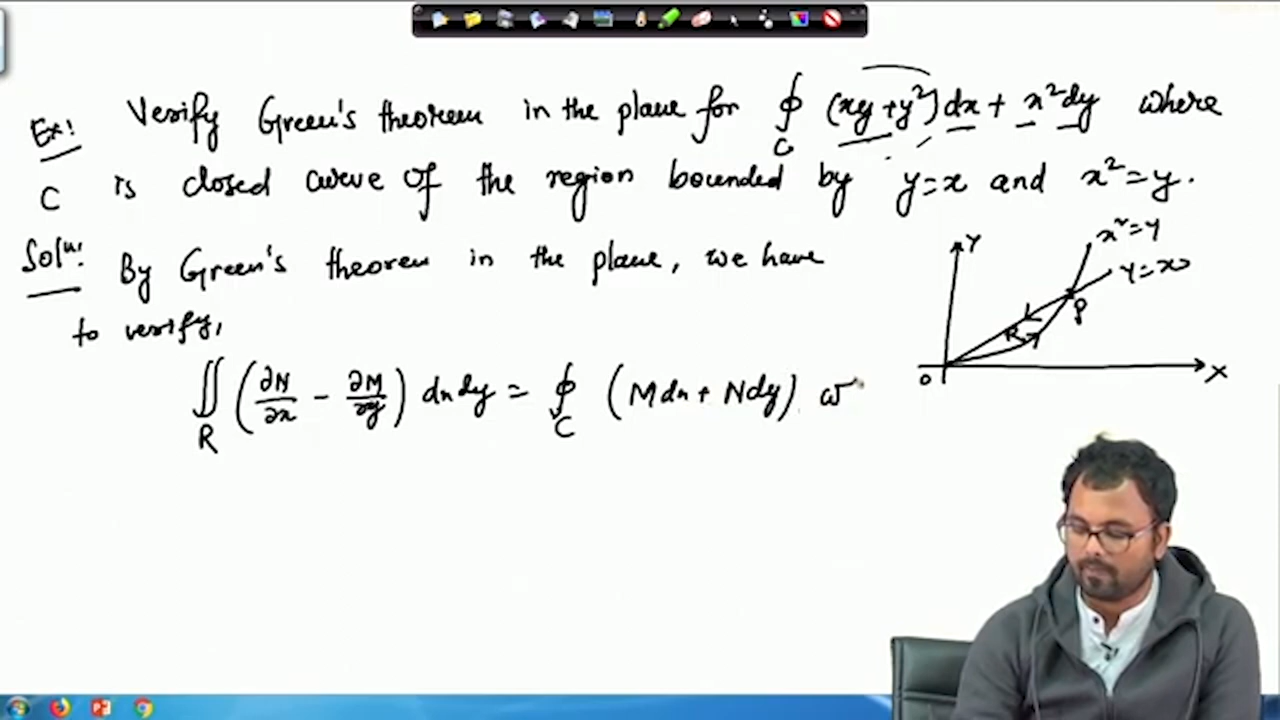 Ex: Verify Green's theorem in the plane for ∮_C (xy + y²) dx + x² dy where
C is closed curve of the region bounded by y=x and x²=y.
Solⁿ: By Green's theorem in the plane, we have
to verify,
∬_R (∂N/∂x − ∂M/∂y) dx dy = ∮_C (M dx + N dy). w
Y
x²=y
y=x
P
R
O
X